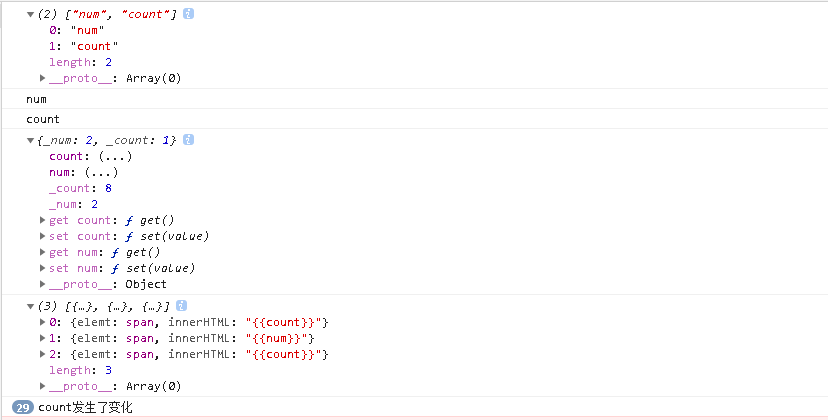 ▼(2) ["num", "count"] i
0: "num"
1: "count"
length: 2
▶__proto__: Array(0)
num
count
▼{_num: 2, _count: 1} i
count: (...)
num: (...)
_count: 8
_num: 2
▶get count: ƒ get()
▶set count: ƒ set(value)
▶get num: ƒ get()
▶set num: ƒ set(value)
▶__proto__: Object
▼(3) [{…}, {…}, {…}] i
▶0: {elemt: span, innerHTML: "{{count}}"}
▶1: {elemt: span, innerHTML: "{{num}}"}
▶2: {elemt: span, innerHTML: "{{count}}"}
length: 3
▶__proto__: Array(0)
29 count发生了变化